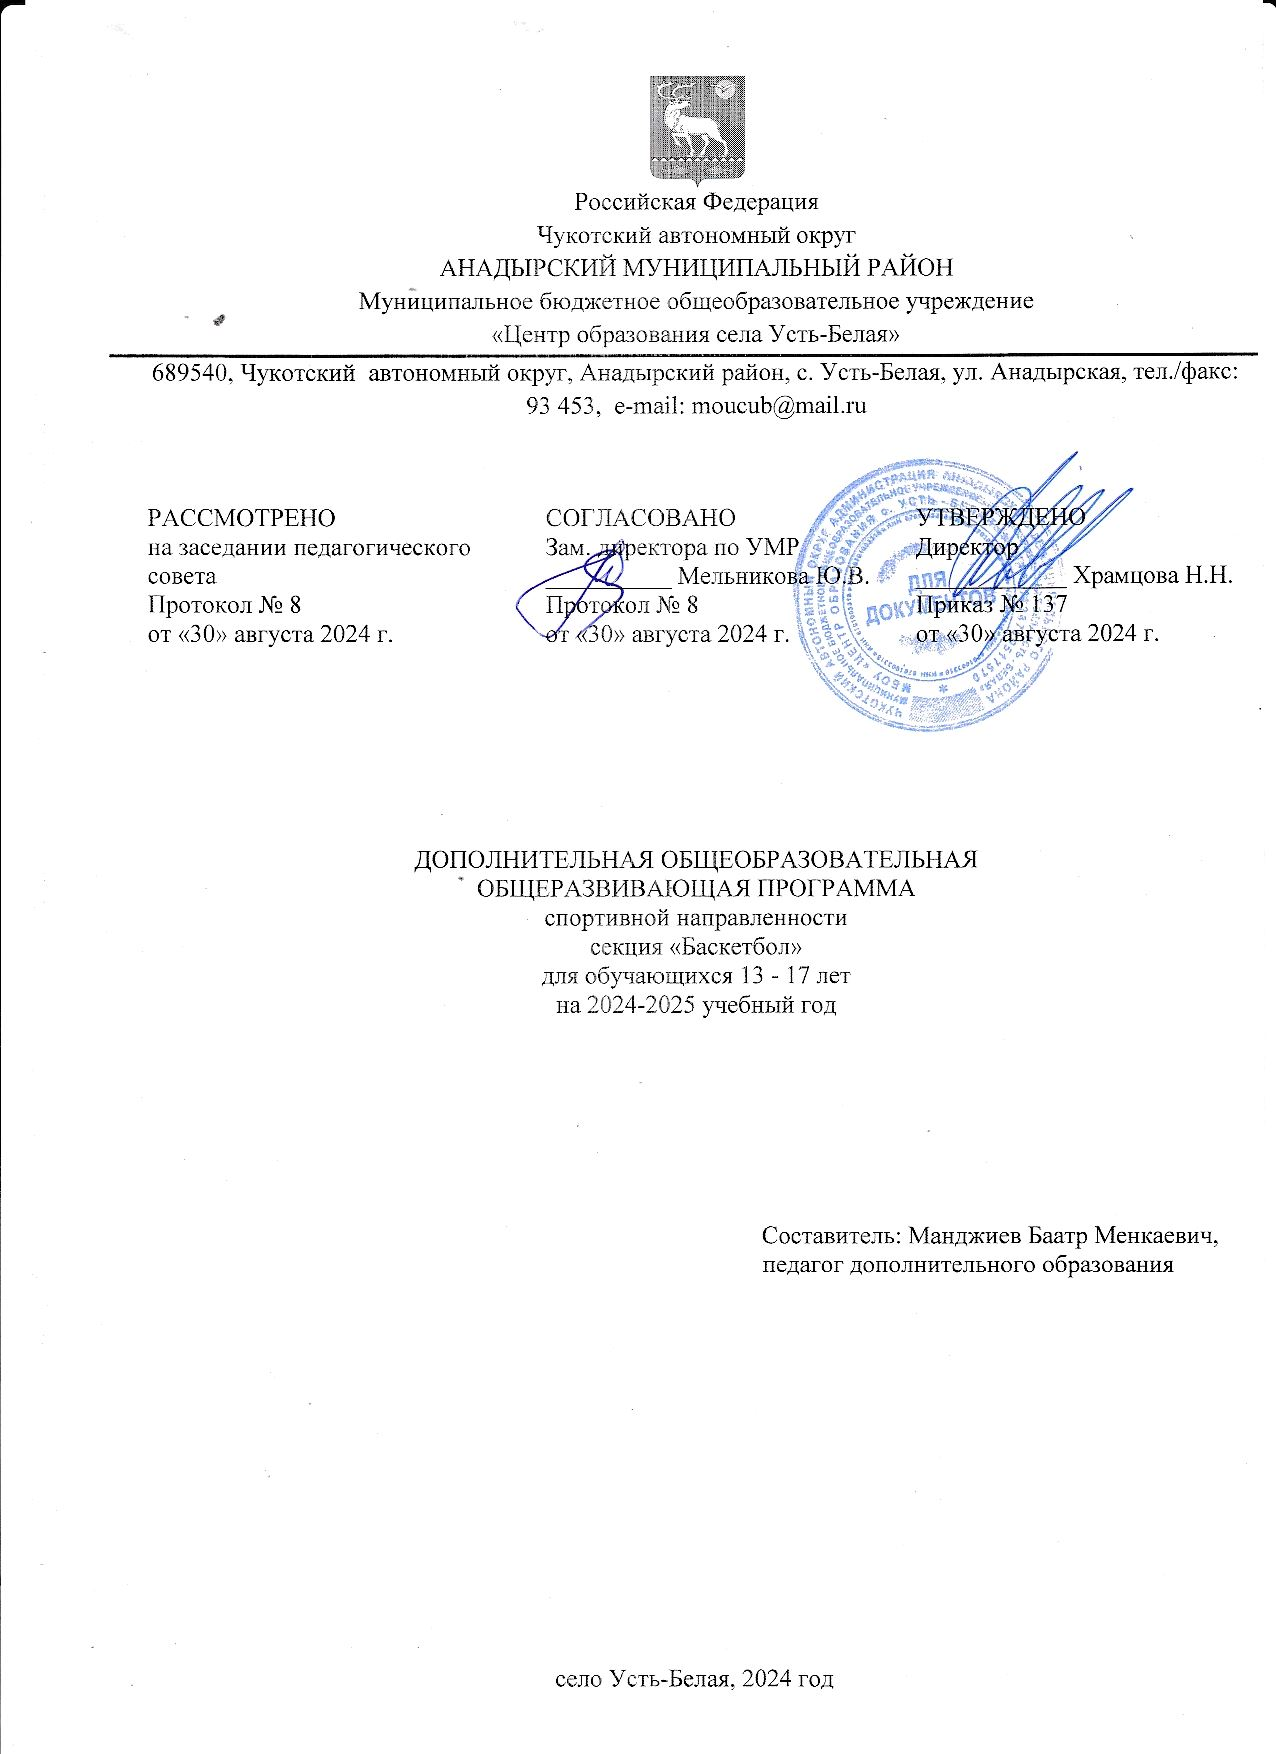 Российская Федерация
Чукотский автономный округ
АНАДЫРСКИЙ МУНИЦИПАЛЬНЫЙ РАЙОН
Муниципальное бюджетное общеобразовательное учреждение
«Центр образования села Усть-Белая»
689540, Чукотский автономный округ, Анадырский район, с. Усть-Белая, ул. Анадырская, тел./факс:
93 453, e-mail: moucub@mail.ru
РАССМОТРЕНО
на заседании педагогического
совета
Протокол № 8
от «30» августа 2024 г.
СОГЛАСОВАНО
Зам. директора по УМР
__________ Мельникова Ю.В.
Протокол № 8
от «30» августа 2024 г.
УТВЕРЖДЕНО
Директор
____________ Храмцова Н.Н.
Приказ № 137
от «30» августа 2024 г.
ДЛЯ
ДОКУМЕНТОВ
ДОПОЛНИТЕЛЬНАЯ ОБЩЕОБРАЗОВАТЕЛЬНАЯ
ОБЩЕРАЗВИВАЮЩАЯ ПРОГРАММА
спортивной направленности
секция «Баскетбол»
для обучающихся 13 - 17 лет
на 2024-2025 учебный год
Составитель: Манджиев Баатр Менкаевич,
педагог дополнительного образования
село Усть-Белая, 2024 год